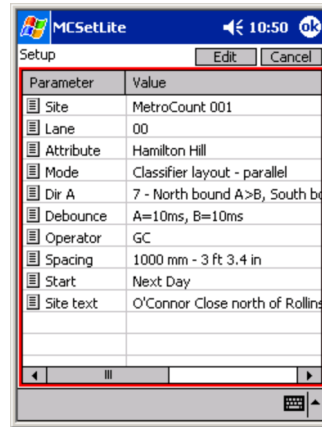 MCSetLite 10:50 ok
Setup Edit Cancel
Parameter Value
Site MetroCount 001
Lane 00
Attribute Hamilton Hill
Mode Classifier layout - parallel
Dir A 7 - North bound A>B, South bo
Debounce A=10ms, B=10ms
Operator GC
Spacing 1000 mm - 3 ft 3.4 in
Start Next Day
Site text O'Connor Close north of Rollins